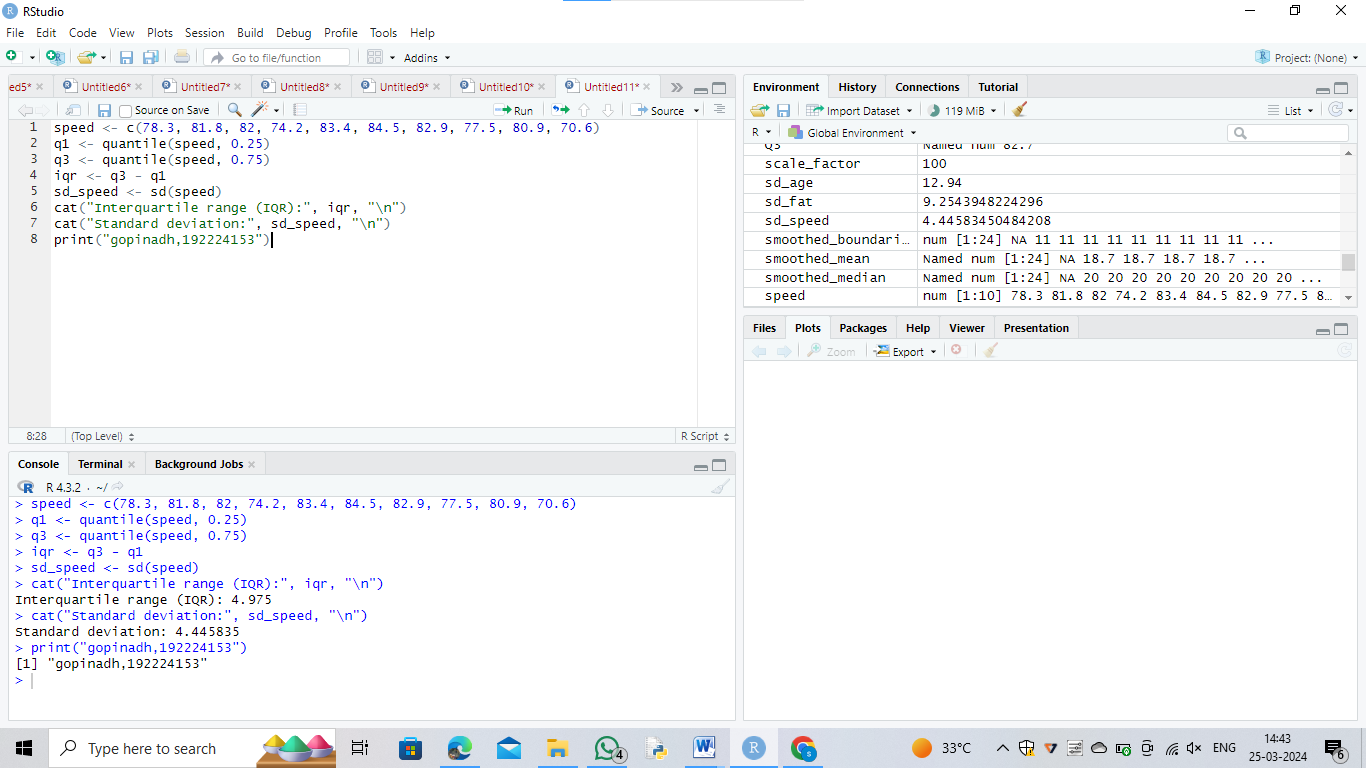 RStudio
File Edit Code View Plots Session Build Debug Profile Tools Help
Go to file/function Addins Project: (None)
ed5* Untitled6* Untitled7* Untitled8* Untitled9* Untitled10* Untitled11*
Source on Save Run Source
1 speed <- c(78.3, 81.8, 82, 74.2, 83.4, 84.5, 82.9, 77.5, 80.9, 70.6)
2 q1 <- quantile(speed, 0.25)
3 q3 <- quantile(speed, 0.75)
4 iqr <- q3 - q1
5 sd_speed <- sd(speed)
6 cat("Interquartile range (IQR):", iqr, "\n")
7 cat("Standard deviation:", sd_speed, "\n")
8 print("gopinadh,192224153")
8:28 (Top Level) R Script
Console Terminal Background Jobs
R 4.3.2 · ~/
> speed <- c(78.3, 81.8, 82, 74.2, 83.4, 84.5, 82.9, 77.5, 80.9, 70.6)
> q1 <- quantile(speed, 0.25)
> q3 <- quantile(speed, 0.75)
> iqr <- q3 - q1
> sd_speed <- sd(speed)
> cat("Interquartile range (IQR):", iqr, "\n")
Interquartile range (IQR): 4.975
> cat("Standard deviation:", sd_speed, "\n")
Standard deviation: 4.445835
> print("gopinadh,192224153")
[1] "gopinadh,192224153"
>
Environment History Connections Tutorial
Import Dataset 119 MiB List
R Global Environment
Q3 Named num 82.7
scale_factor 100
sd_age 12.94
sd_fat 9.2543948224296
sd_speed 4.44583450484208
smoothed_boundari… num [1:24] NA 11 11 11 11 11 11 11 11 11 ...
smoothed_mean Named num [1:24] NA 18.7 18.7 18.7 18.7 ...
smoothed_median Named num [1:24] NA 20 20 20 20 20 20 20 20 20 ...
speed num [1:10] 78.3 81.8 82 74.2 83.4 84.5 82.9 77.5 8…
Files Plots Packages Help Viewer Presentation
Zoom Export
Type here to search 4 33°C ENG 14:43
25-03-2024 6